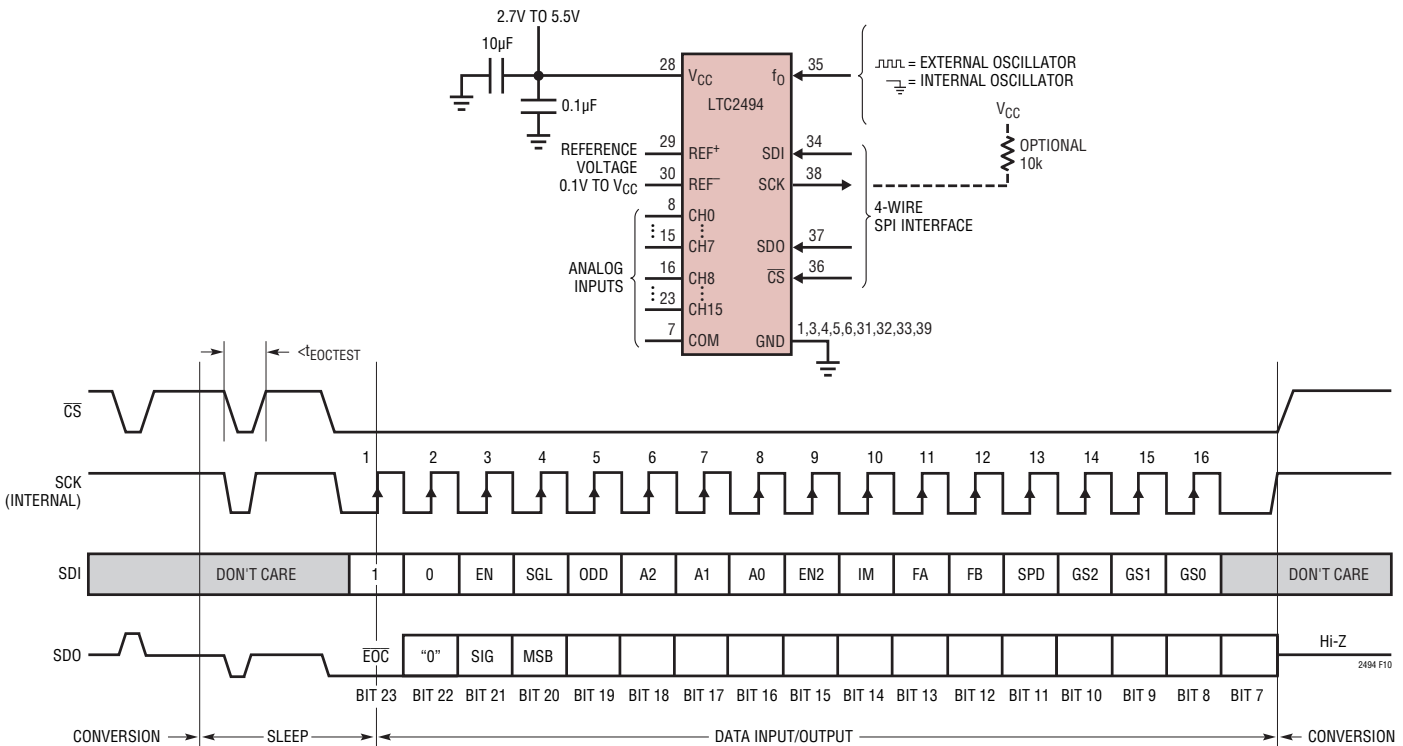 2.7V TO 5.5V
10µF
0.1µF
28 VCC
fO 35
LTC2494
= EXTERNAL OSCILLATOR
= INTERNAL OSCILLATOR
VCC
OPTIONAL
10k
REFERENCE
VOLTAGE
0.1V TO VCC
29 REF+
30 REF–
SDI 34
SCK 38
SDO 37
CS 36
4-WIRE
SPI INTERFACE
ANALOG
INPUTS
8 CH0
15 CH7
16 CH8
23 CH15
7 COM
GND 1,3,4,5,6,31,32,33,39
<tEOCTEST
CS
SCK
(INTERNAL)
1 2 3 4 5 6 7 8 9 10 11 12 13 14 15 16
SDI DON'T CARE 1 0 EN SGL ODD A2 A1 A0 EN2 IM FA FB SPD GS2 GS1 GS0 DON'T CARE
SDO EOC “0” SIG MSB Hi-Z
2494 F10
BIT 23 BIT 22 BIT 21 BIT 20 BIT 19 BIT 18 BIT 17 BIT 16 BIT 15 BIT 14 BIT 13 BIT 12 BIT 11 BIT 10 BIT 9 BIT 8 BIT 7
CONVERSION SLEEP DATA INPUT/OUTPUT CONVERSION